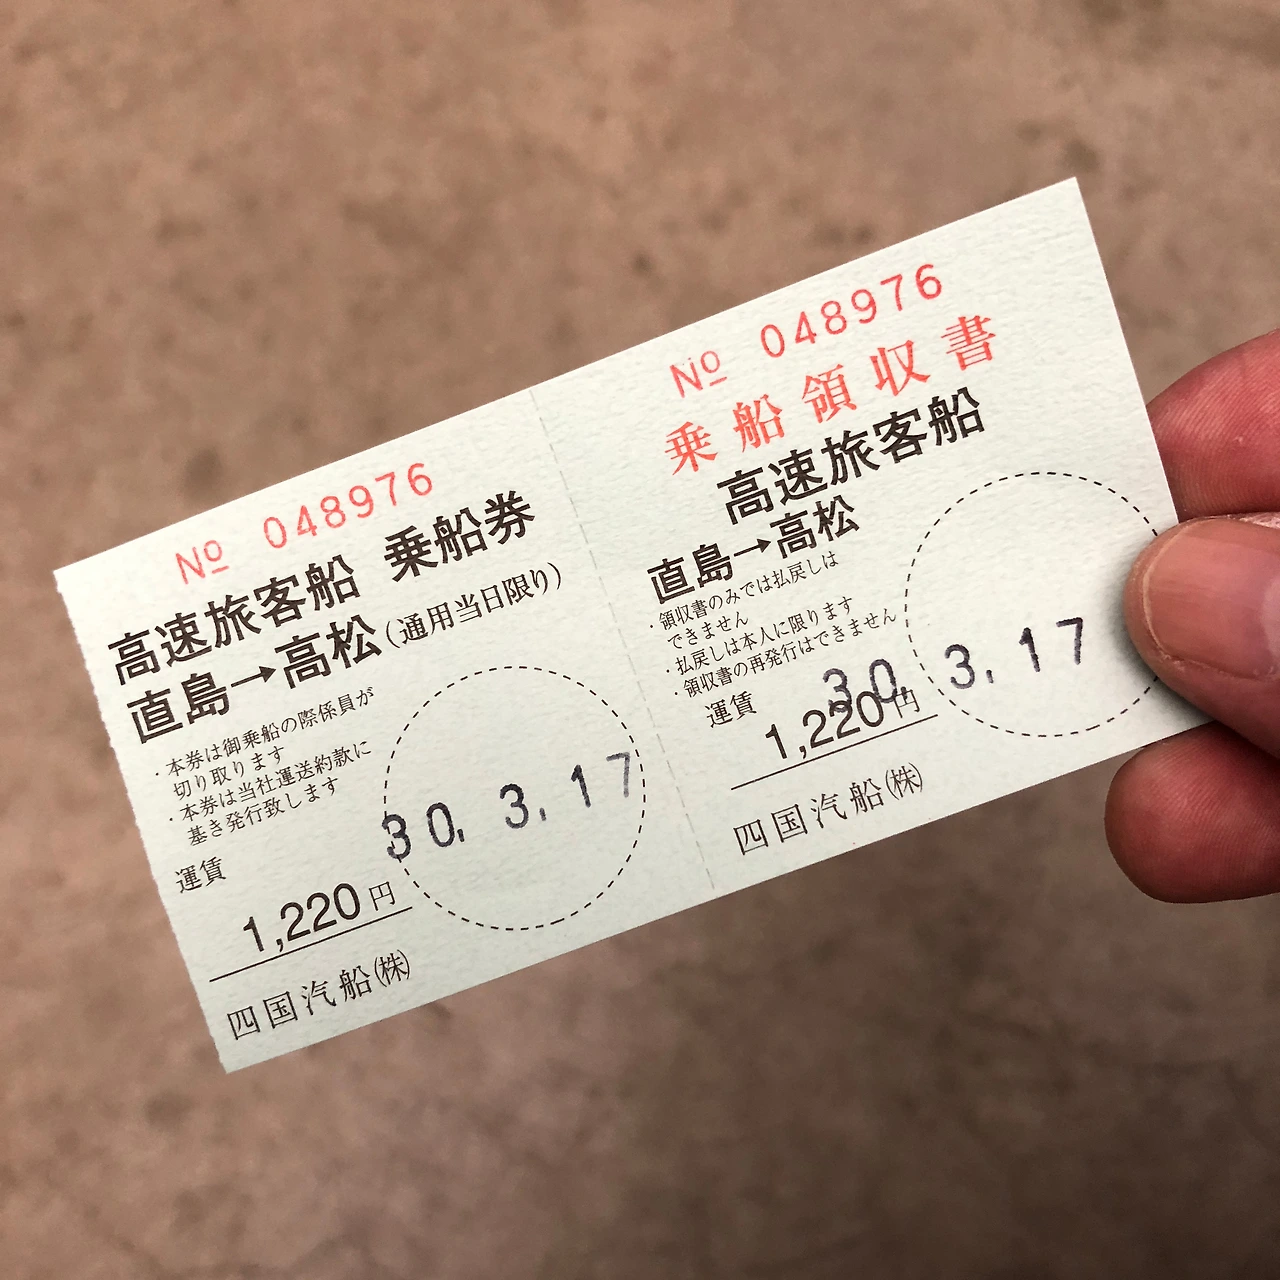 № 048976
高速旅客船 乗船券
直島→高松(通用当日限り)
・本券は御乗船の際係員が
切り取ります
・本券は当社運送約款に
基き発行致します
30. 3. 17
運賃
1,220円
四国汽船㈱
№ 048976
乗船領収書
高速旅客船
直島→高松
・領収書のみでは払戻しは
できません
・払戻しは本人に限ります
・領収書の再発行はできません
30. 3. 17
運賃
1,220円
四国汽船㈱